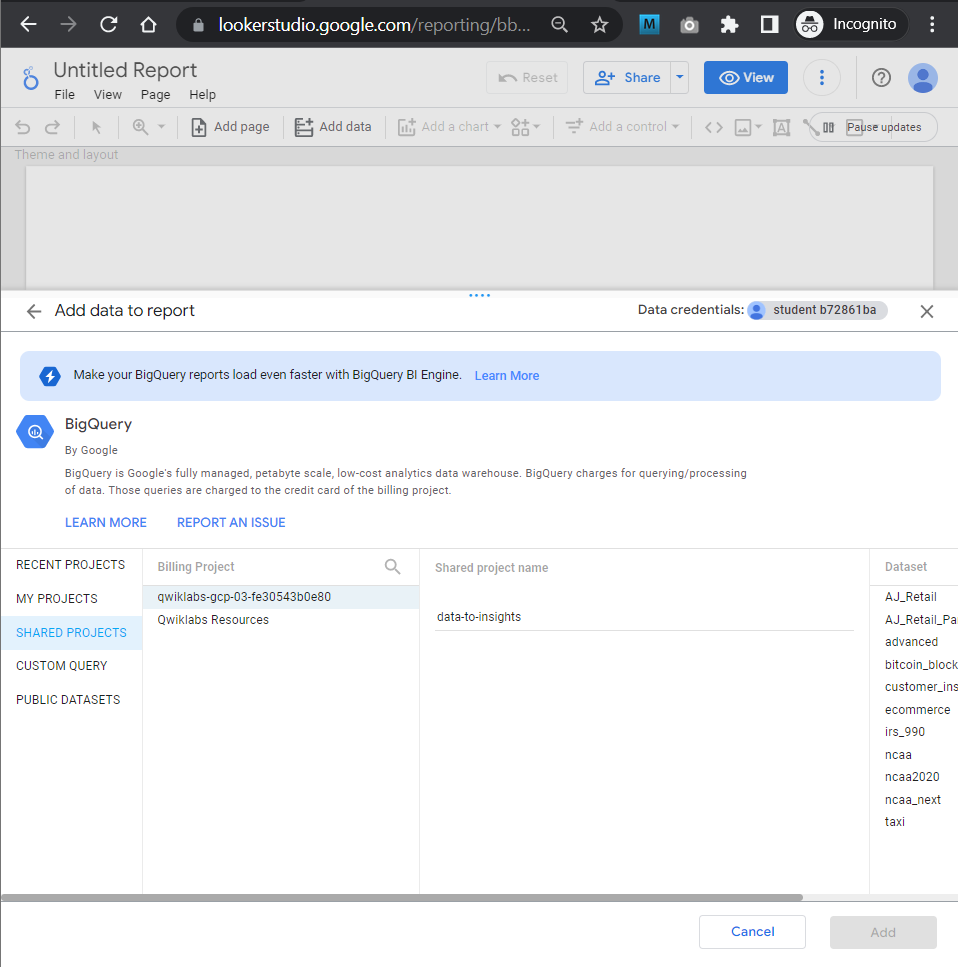 lookerstudio.google.com/reporting/bb...
M
Incognito
Untitled Report
File View Page Help
Reset
Share
View
Add page
Add data
Add a chart
Add a control
Pause updates
Theme and layout
Add data to report
Data credentials: student b72861ba
Make your BigQuery reports load even faster with BigQuery BI Engine. Learn More
BigQuery
By Google
BigQuery is Google's fully managed, petabyte scale, low-cost analytics data warehouse. BigQuery charges for querying/processing
of data. Those queries are charged to the credit card of the billing project.
LEARN MORE REPORT AN ISSUE
RECENT PROJECTS
MY PROJECTS
SHARED PROJECTS
CUSTOM QUERY
PUBLIC DATASETS
Billing Project
qwiklabs-gcp-03-fe30543b0e80
Qwiklabs Resources
Shared project name
data-to-insights
Dataset
AJ_Retail
AJ_Retail_Pa
advanced
bitcoin_block
customer_ins
ecommerce
irs_990
ncaa
ncaa2020
ncaa_next
taxi
Cancel
Add